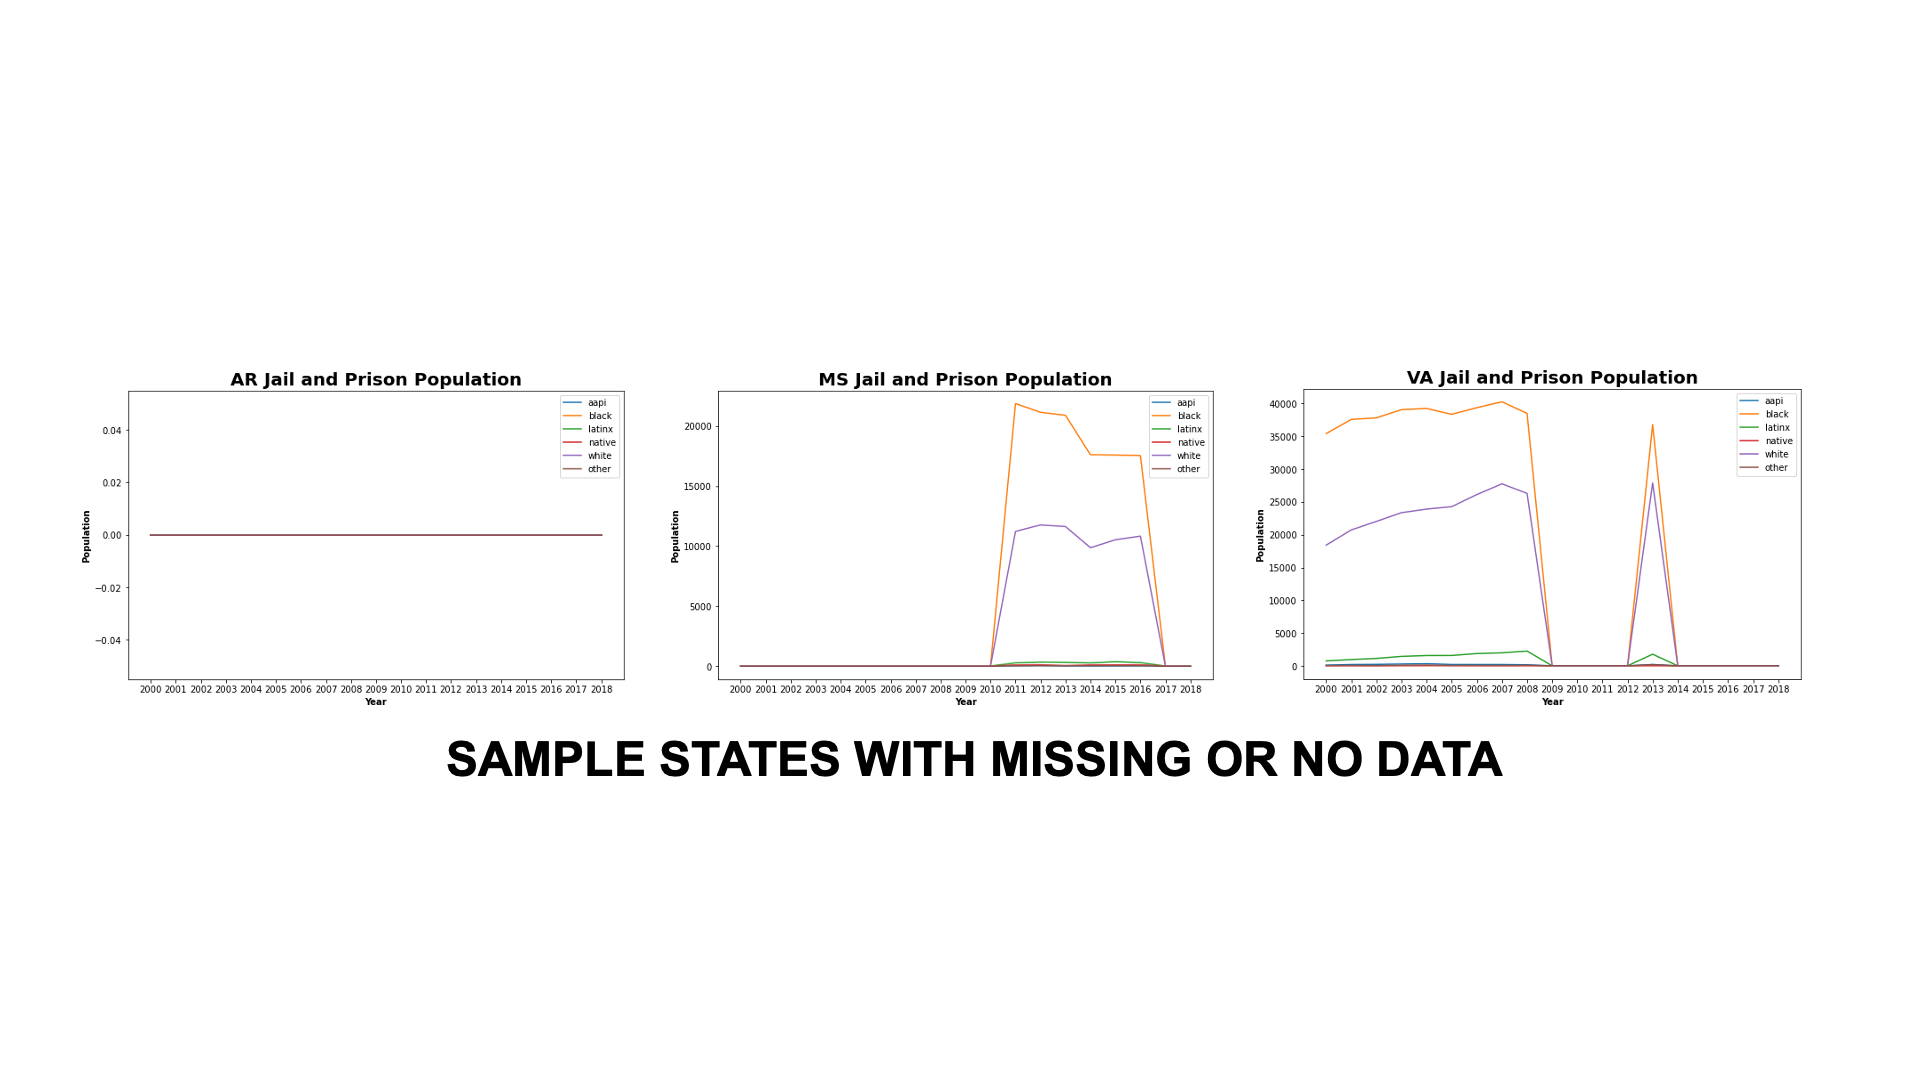 AR Jail and Prison Population
aapi
black
latinx
native
white
other
0.04
0.02
0.00
−0.02
−0.04
Population
2000 2001 2002 2003 2004 2005 2006 2007 2008 2009 2010 2011 2012 2013 2014 2015 2016 2017 2018
Year
MS Jail and Prison Population
aapi
black
latinx
native
white
other
20000
15000
10000
5000
0
Population
2000 2001 2002 2003 2004 2005 2006 2007 2008 2009 2010 2011 2012 2013 2014 2015 2016 2017 2018
Year
VA Jail and Prison Population
aapi
black
latinx
native
white
other
40000
35000
30000
25000
20000
15000
10000
5000
0
Population
2000 2001 2002 2003 2004 2005 2006 2007 2008 2009 2010 2011 2012 2013 2014 2015 2016 2017 2018
Year
SAMPLE STATES WITH MISSING OR NO DATA